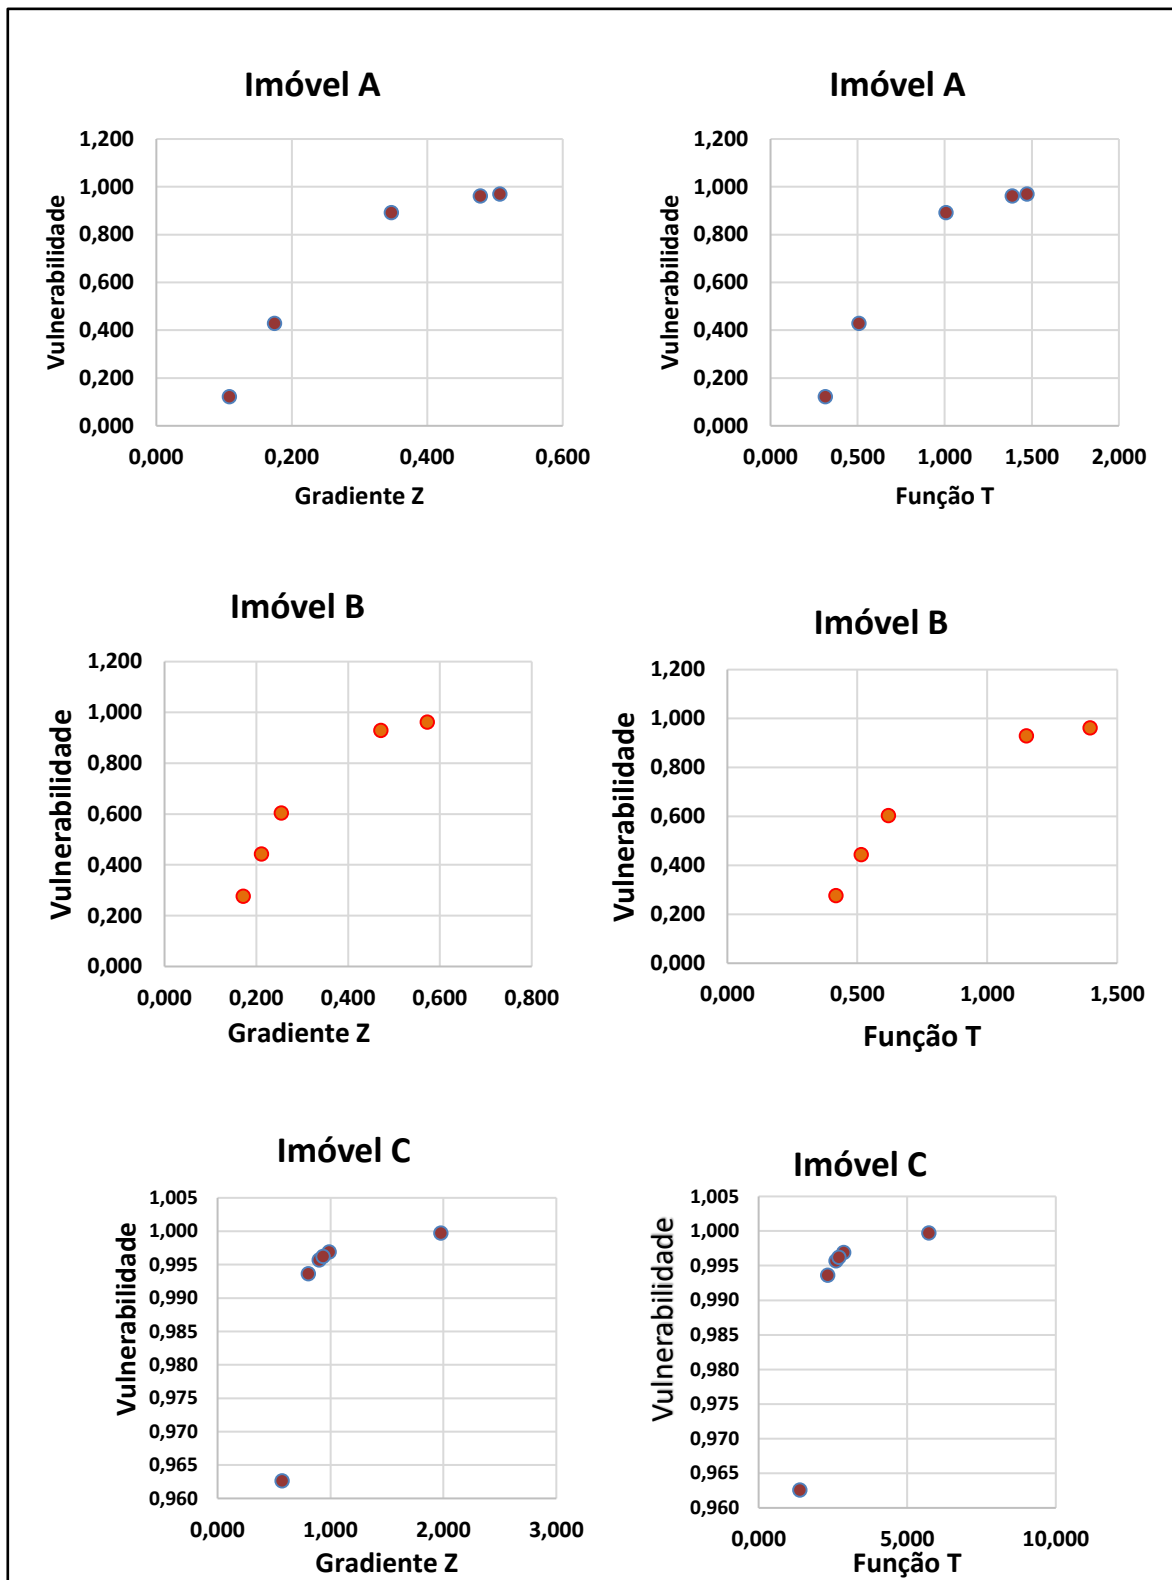 Imóvel A
Vulnerabilidade
1,200
1,000
0,800
0,600
0,400
0,200
0,000
0,000 0,200 0,400 0,600
Gradiente Z
Imóvel A
Vulnerabilidade
1,200
1,000
0,800
0,600
0,400
0,200
0,000
0,000 0,500 1,000 1,500 2,000
Função T
Imóvel B
Vulnerabilidade
1,200
1,000
0,800
0,600
0,400
0,200
0,000
0,000 0,200 0,400 0,600 0,800
Gradiente Z
Imóvel B
Vulnerabilidade
1,200
1,000
0,800
0,600
0,400
0,200
0,000
0,000 0,500 1,000 1,500
Função T
Imóvel C
Vulnerabilidade
1,005
1,000
0,995
0,990
0,985
0,980
0,975
0,970
0,965
0,960
0,000 1,000 2,000 3,000
Gradiente Z
Imóvel C
Vulnerabilidade
1,005
1,000
0,995
0,990
0,985
0,980
0,975
0,970
0,965
0,960
0,000 5,000 10,000
Função T